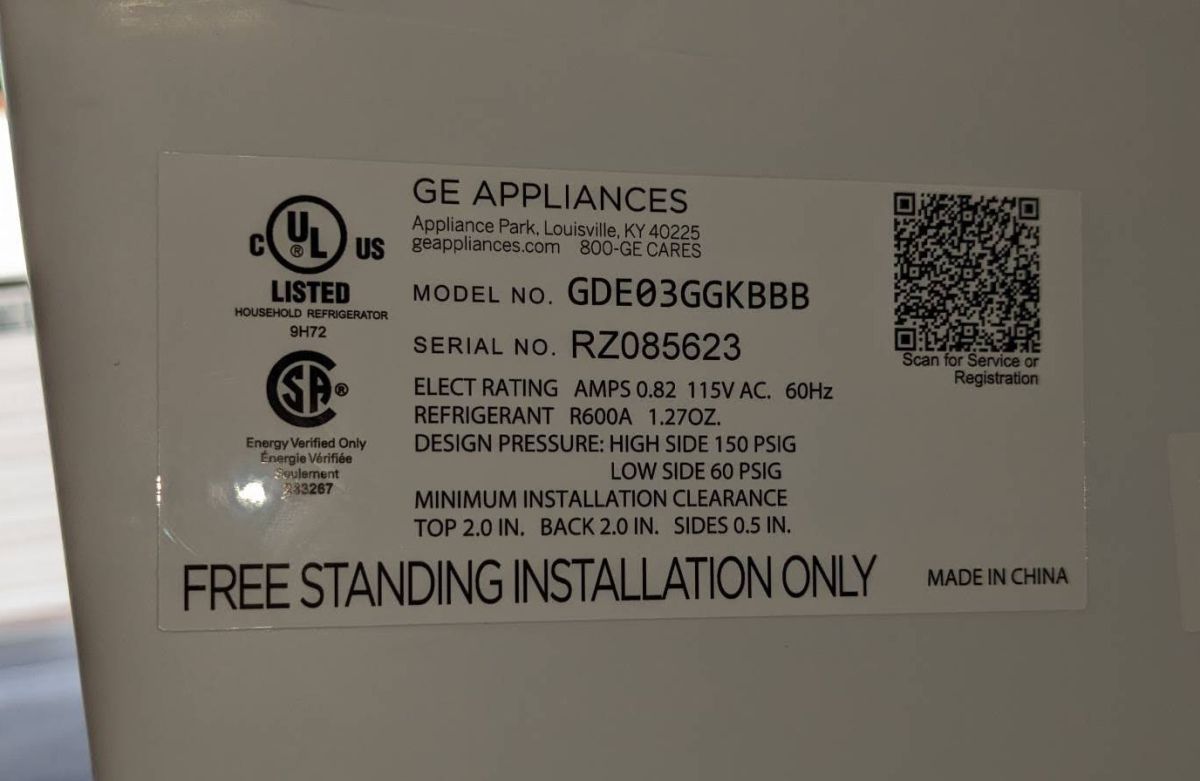 GE APPLIANCES
Appliance Park, Louisville, KY 40225
geappliances.com 800-GE CARES
C UL ® US
LISTED
HOUSEHOLD REFRIGERATOR
9H72
MODEL NO. GDE03GGKBBB
SERIAL NO. RZ085623
SA ®
Energy Verified Only
Énergie Vérifiée
Seulement
ELECT RATING AMPS 0.82 115V AC. 60Hz
REFRIGERANT R600A 1.27OZ.
DESIGN PRESSURE: HIGH SIDE 150 PSIG
LOW SIDE 60 PSIG
MINIMUM INSTALLATION CLEARANCE
TOP 2.0 IN. BACK 2.0 IN. SIDES 0.5 IN.
Scan for Service or
Registration
FREE STANDING INSTALLATION ONLY
MADE IN CHINA